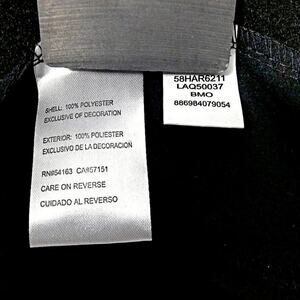 SHELL: 100% POLYESTER
EXCLUSIVE OF DECORATION
EXTERIOR: 100% POLYESTER
EXCLUSIVO DE LA DECORACIÓN
RN#54163 CA#57151
CARE ON REVERSE
CUIDADO AL REVERSO
58HAR6211
LAQ50037
BMO
886984079054